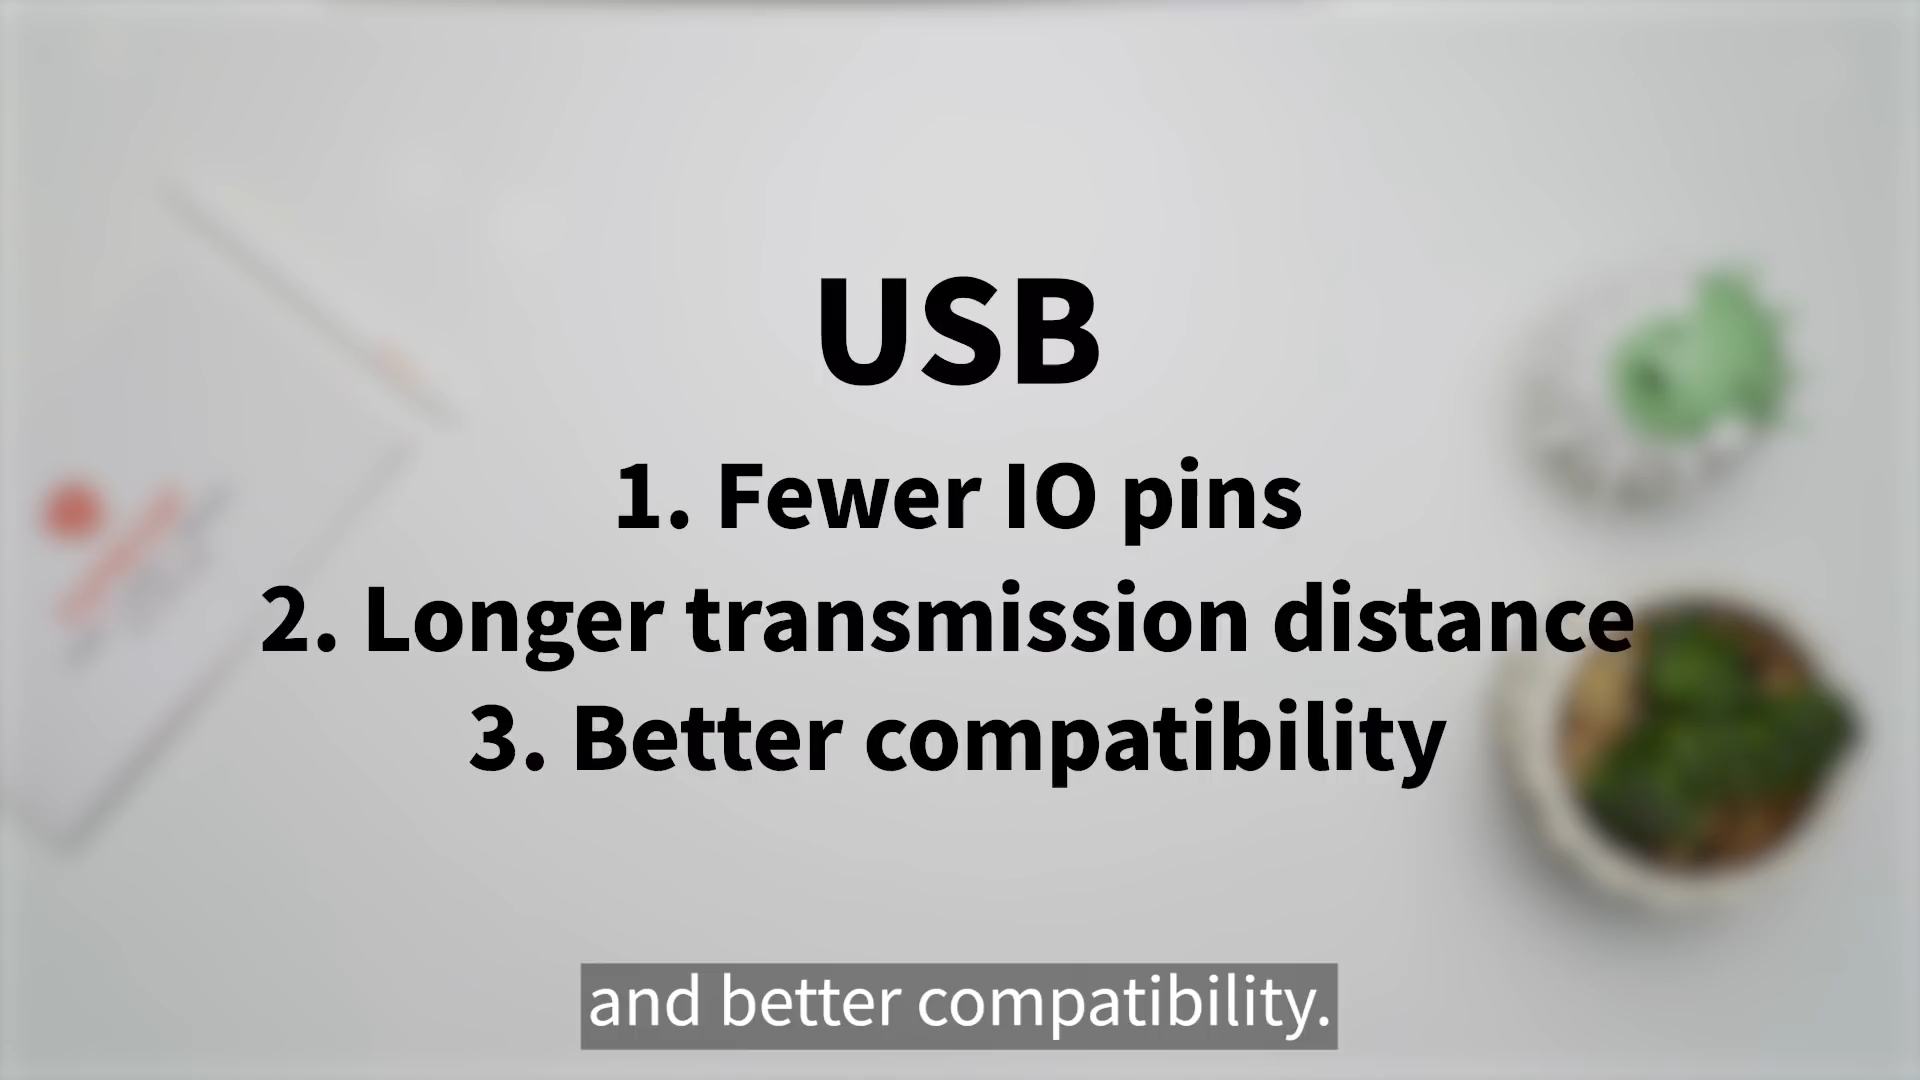 USB
1. Fewer IO pins
2. Longer transmission distance
3. Better compatibility
and better compatibility.